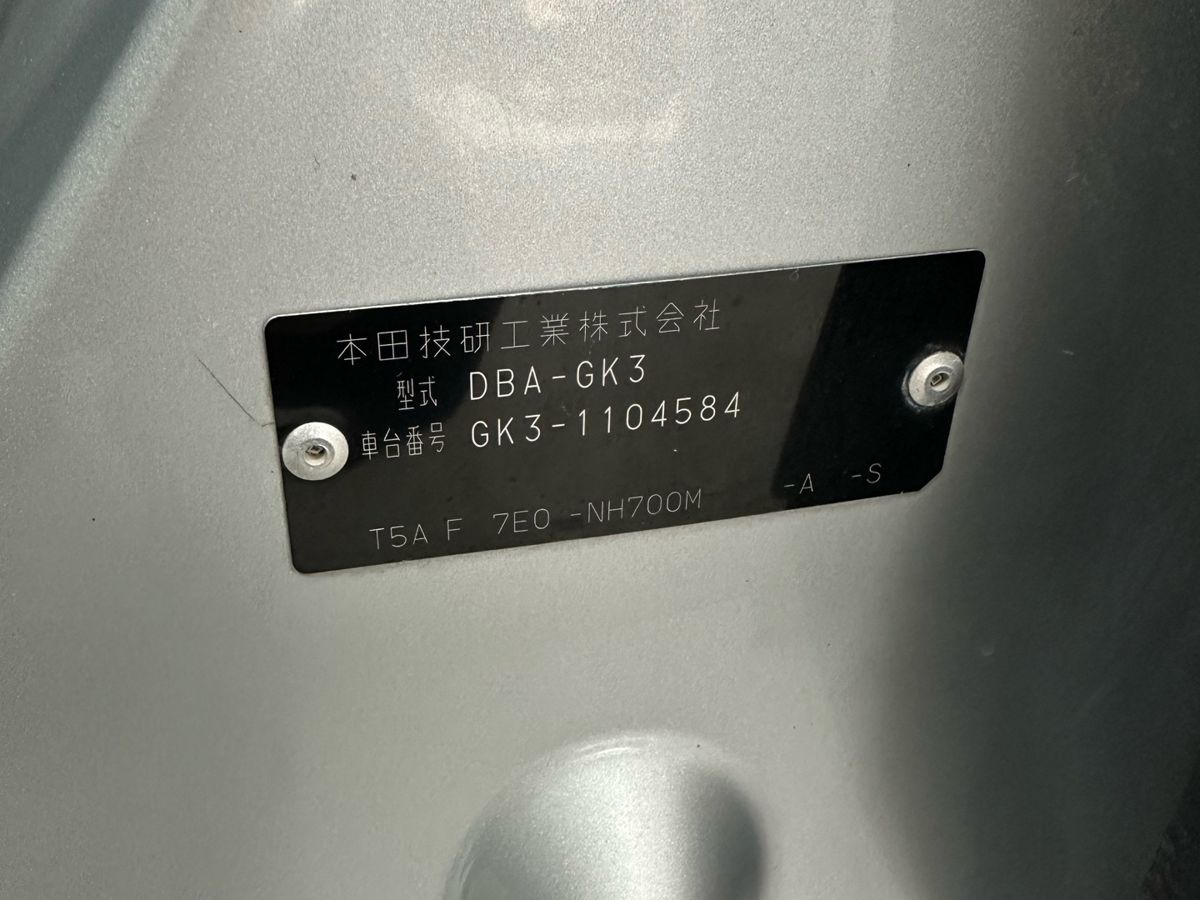 本田技研工業株式会社
型式 DBA-GK3
車台番号 GK3-1104584
T5A F 7E0 -NH700M -A -S